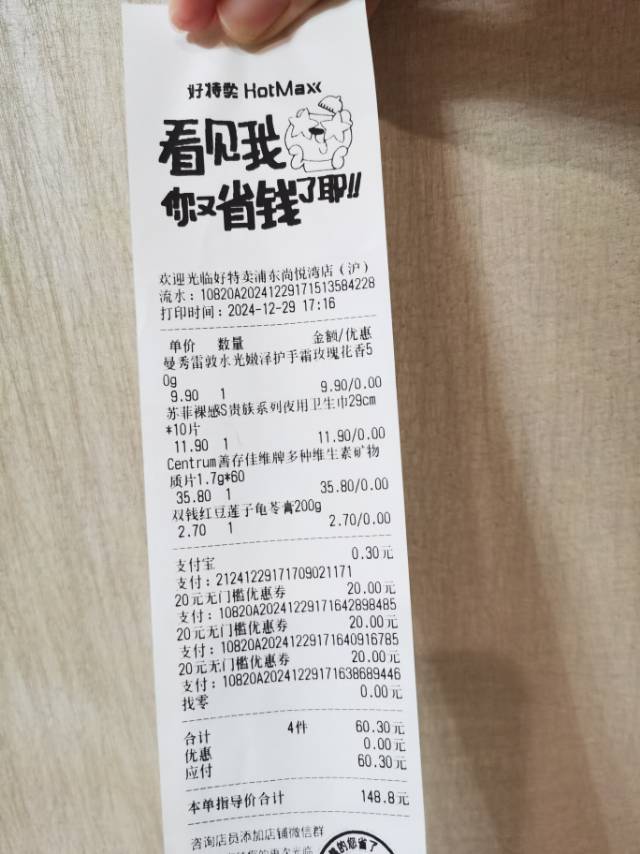 好特卖 HotMaxx
看见我
你又省钱了耶!!
欢迎光临好特卖浦东尚悦湾店（沪）
流水：10820A20241229171513584228
打印时间：2024-12-29 17:16
单价 数量 金额/优惠
曼秀雷敦水光嫩泽护手霜玫瑰花香5
0g
9.90 1 9.90/0.00
苏菲裸感S贵族系列夜用卫生巾29cm
*10片
11.90 1 11.90/0.00
Centrum善存佳维牌多种维生素矿物
质片1.7g*60
35.80 1 35.80/0.00
双钱红豆莲子龟苓膏200g
2.70 1 2.70/0.00
支付宝 0.30元
支付：21241229171709021171
20元无门槛优惠券 20.00元
支付：10820A20241229171642898485
20元无门槛优惠券 20.00元
支付：10820A20241229171640916785
20元无门槛优惠券 20.00元
支付：10820A20241229171638689446
找零 0.00元
合计 4件 60.30元
优惠 0.00元
应付 60.30元
本单指导价合计 148.8元
咨询店员添加店铺微信群
的您省了